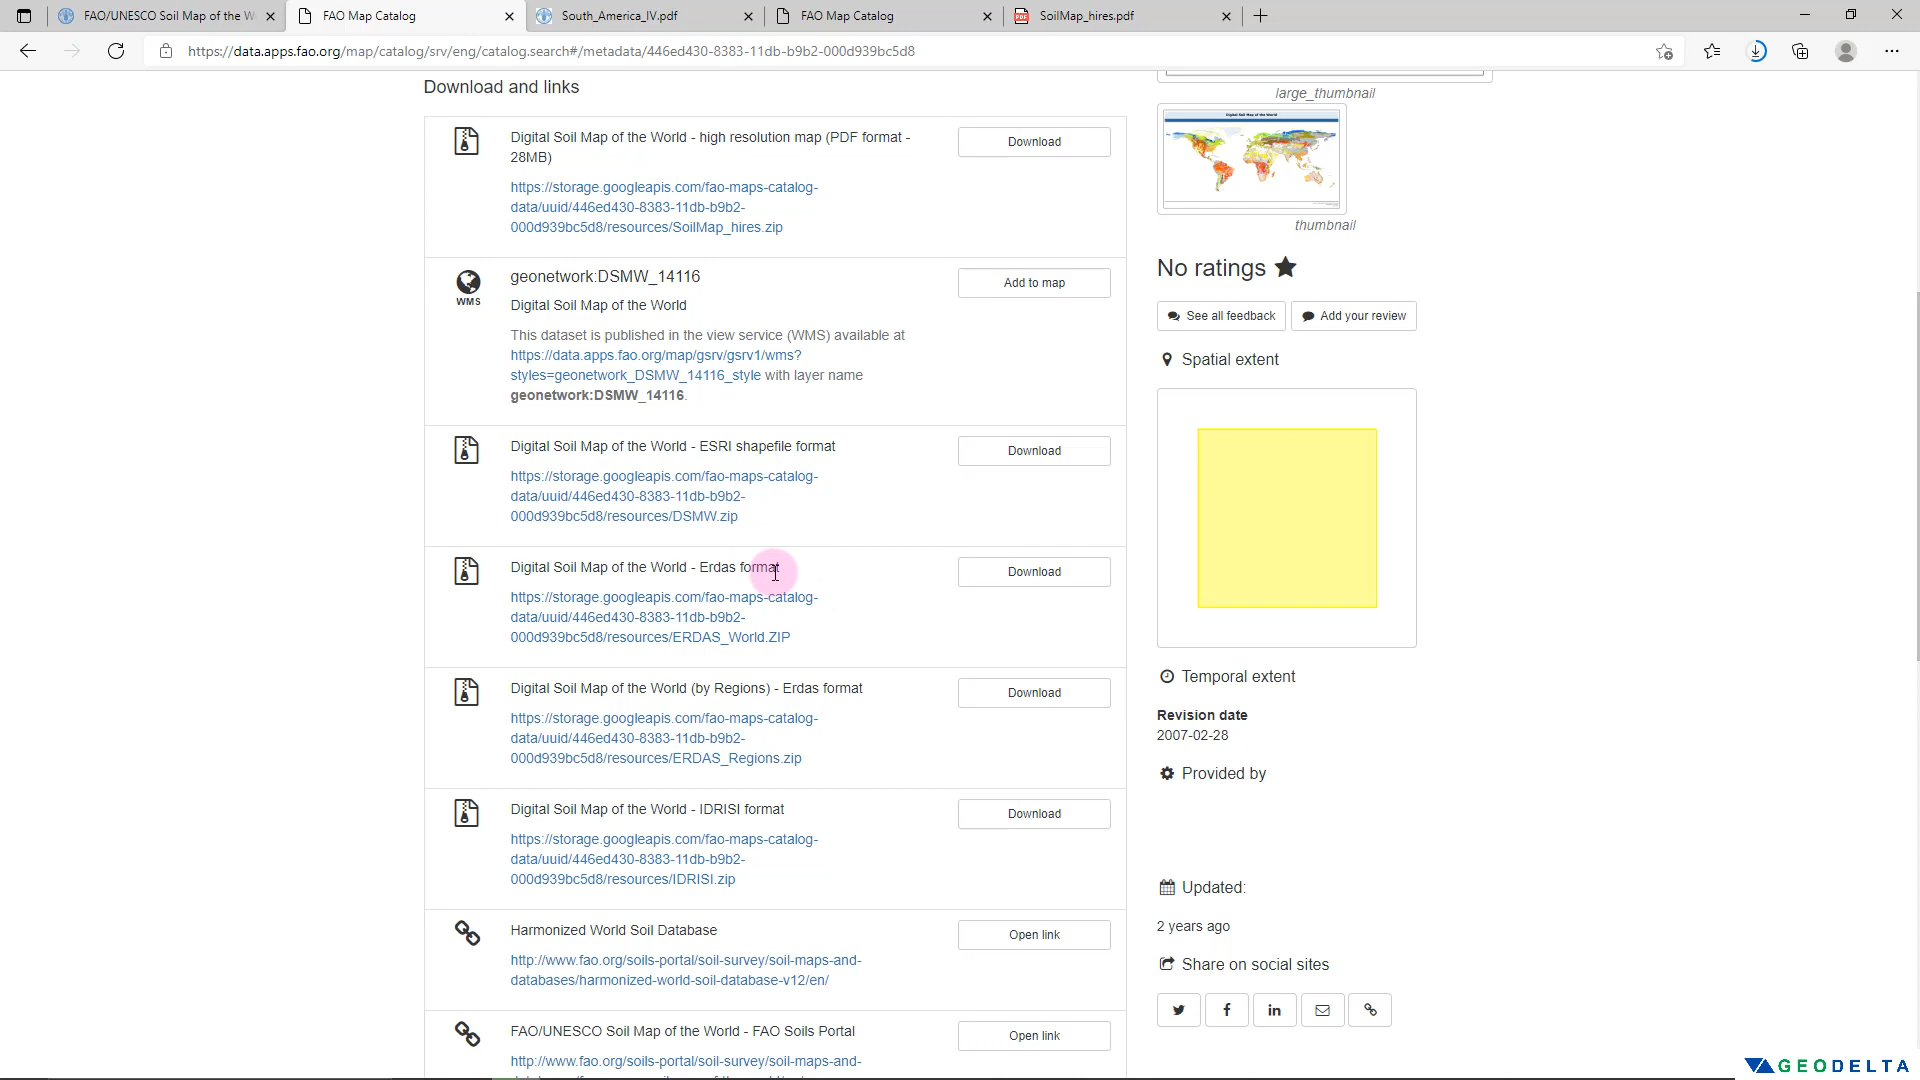 FAO/UNESCO Soil Map of the W
FAO Map Catalog
South_America_IV.pdf
FAO Map Catalog
SoilMap_hires.pdf
https://data.apps.fao.org/map/catalog/srv/eng/catalog.search#/metadata/446ed430-8383-11db-b9b2-000d939bc5d8
Download and links
Digital Soil Map of the World - high resolution map (PDF format -
28MB)
Download
https://storage.googleapis.com/fao-maps-catalog-
data/uuid/446ed430-8383-11db-b9b2-
000d939bc5d8/resources/SoilMap_hires.zip
WMS
geonetwork:DSMW_14116
Add to map
Digital Soil Map of the World
This dataset is published in the view service (WMS) available at
https://data.apps.fao.org/map/gsrv/gsrv1/wms?
styles=geonetwork_DSMW_14116_style with layer name
geonetwork:DSMW_14116.
Digital Soil Map of the World - ESRI shapefile format
Download
https://storage.googleapis.com/fao-maps-catalog-
data/uuid/446ed430-8383-11db-b9b2-
000d939bc5d8/resources/DSMW.zip
Digital Soil Map of the World - Erdas format
Download
https://storage.googleapis.com/fao-maps-catalog-
data/uuid/446ed430-8383-11db-b9b2-
000d939bc5d8/resources/ERDAS_World.ZIP
Digital Soil Map of the World (by Regions) - Erdas format
Download
https://storage.googleapis.com/fao-maps-catalog-
data/uuid/446ed430-8383-11db-b9b2-
000d939bc5d8/resources/ERDAS_Regions.zip
Digital Soil Map of the World - IDRISI format
Download
https://storage.googleapis.com/fao-maps-catalog-
data/uuid/446ed430-8383-11db-b9b2-
000d939bc5d8/resources/IDRISI.zip
Harmonized World Soil Database
Open link
http://www.fao.org/soils-portal/soil-survey/soil-maps-and-
databases/harmonized-world-soil-database-v12/en/
FAO/UNESCO Soil Map of the World - FAO Soils Portal
Open link
http://www.fao.org/soils-portal/soil-survey/soil-maps-and-
large_thumbnail
Digital Soil Map of the World
thumbnail
No ratings
See all feedback
Add your review
Spatial extent
Temporal extent
Revision date
2007-02-28
Provided by
Updated:
2 years ago
Share on social sites
GEODELTA